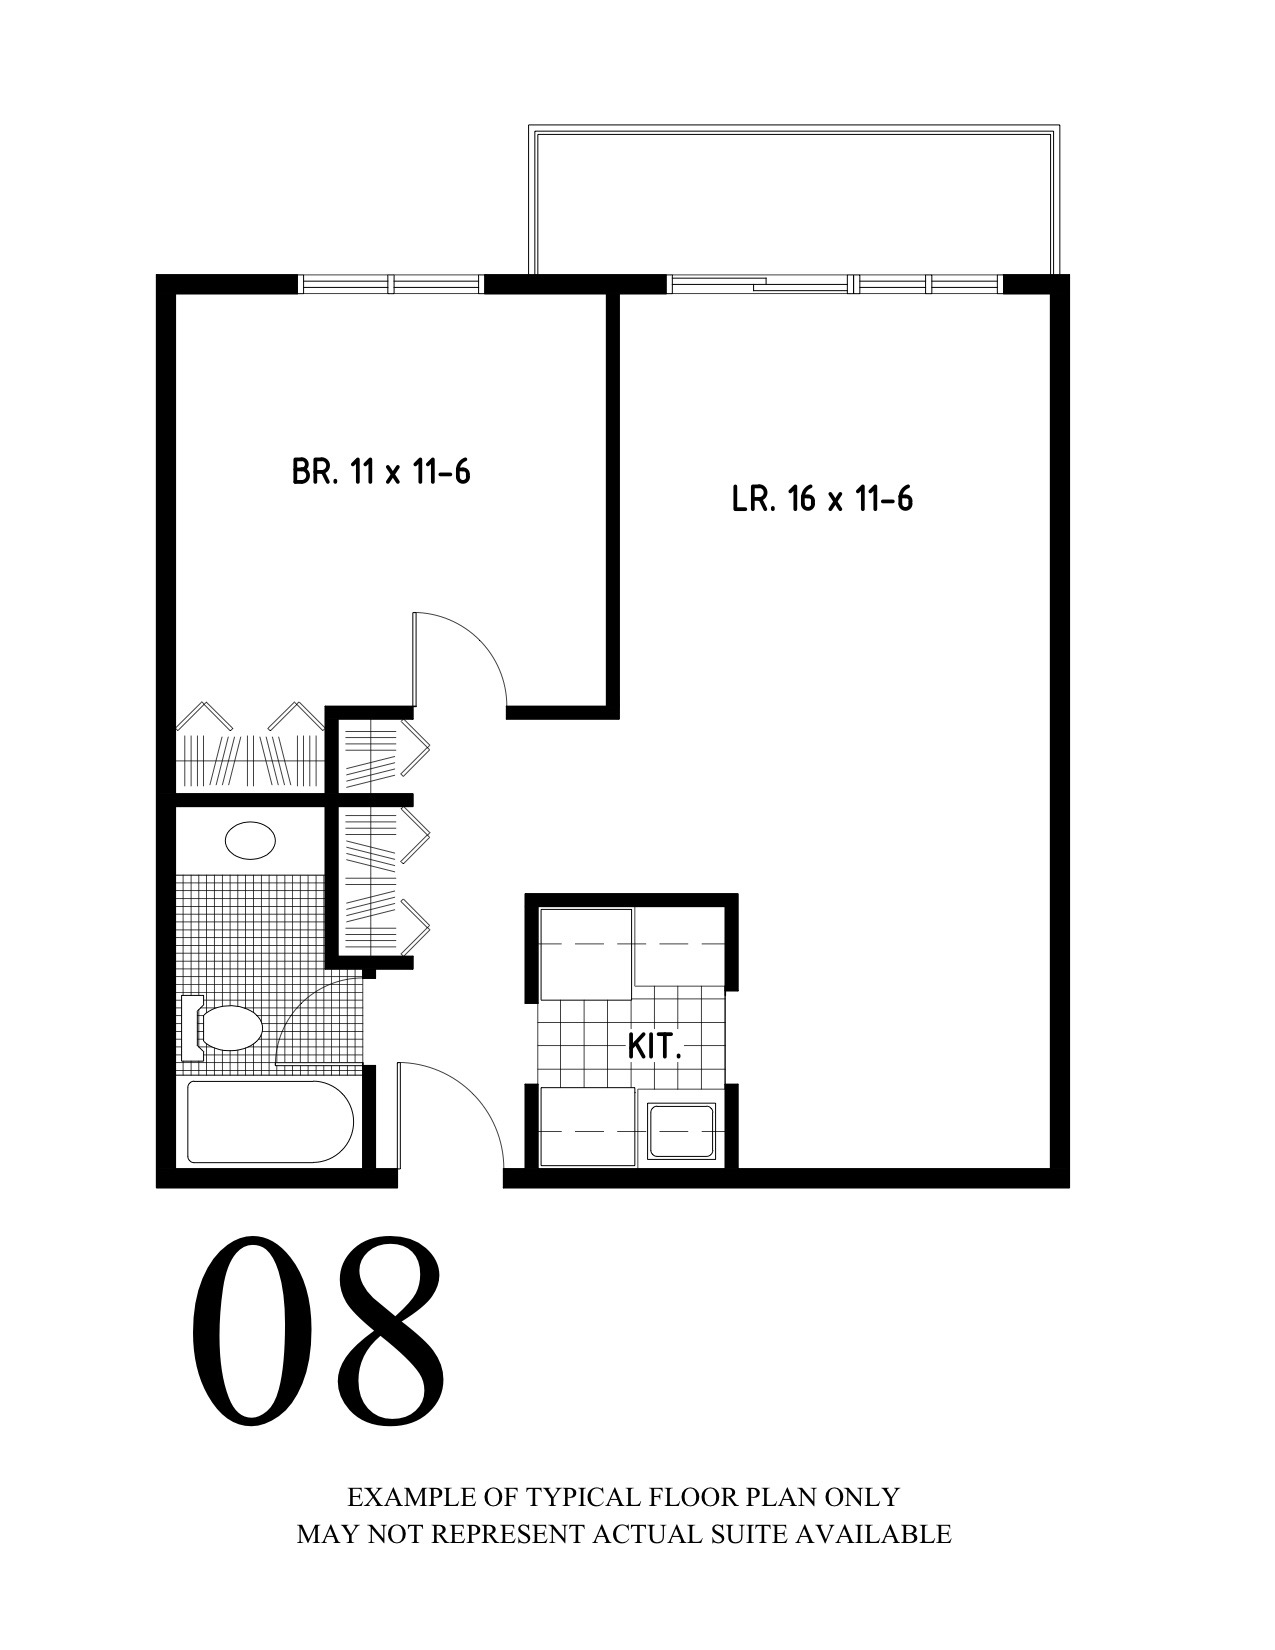 BR. 11 x 11-6
LR. 16 x 11-6
KIT.
08
EXAMPLE OF TYPICAL FLOOR PLAN ONLY
MAY NOT REPRESENT ACTUAL SUITE AVAILABLE